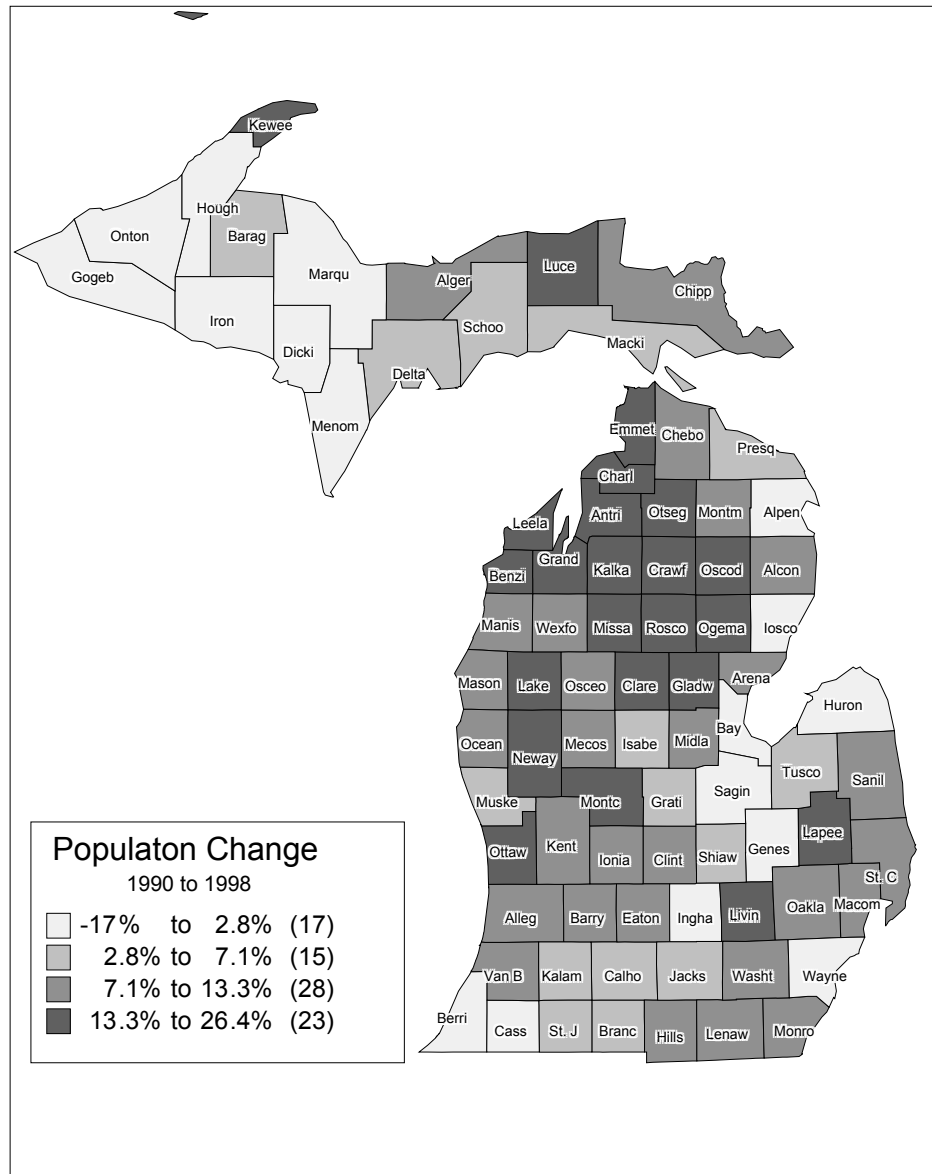 Kewee
Hough
Onton
Barag
Gogeb
Marqu
Alger
Luce
Chipp
Iron
Schoo
Dicki
Macki
Delta
Menom
Emmet
Chebo
Presq
Charl
Antri
Otseg
Montm
Alpen
Leela
Grand
Benzi
Kalka
Crawf
Oscod
Alcon
Manis
Wexfo
Missa
Rosco
Ogema
Iosco
Mason
Lake
Osceo
Clare
Gladw
Arena
Huron
Ocean
Neway
Mecos
Isabe
Midla
Bay
Tusco
Sanil
Muske
Montc
Grati
Sagin
Lapee
Ottaw
Kent
Ionia
Clint
Shiaw
Genes
St. C
Alleg
Barry
Eaton
Ingha
Livin
Oakla
Macom
Van B
Kalam
Calho
Jacks
Washt
Wayne
Berri
Cass
St. J
Branc
Hills
Lenaw
Monro
Populaton Change
1990 to 1998
-17% to 2.8% (17)
2.8% to 7.1% (15)
7.1% to 13.3% (28)
13.3% to 26.4% (23)